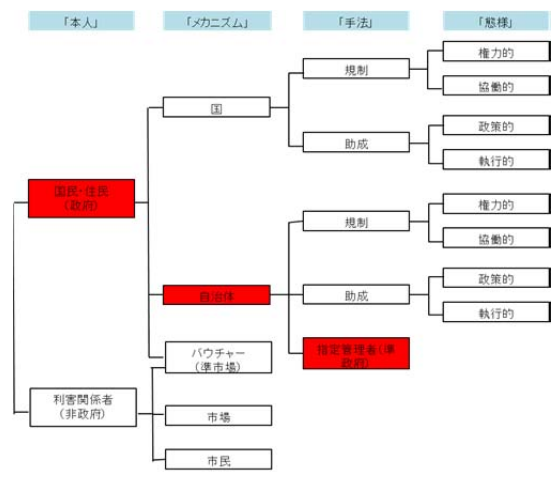 「本人」
「メカニズム」
「手法」
「態様」
国
規制
権力的
協働的
助成
政策的
執行的
国民・住民
(政府)
規制
権力的
協働的
自治体
助成
政策的
執行的
指定管理者(準
政府)
バウチャー
(準市場)
利害関係者
(非政府)
市場
市民